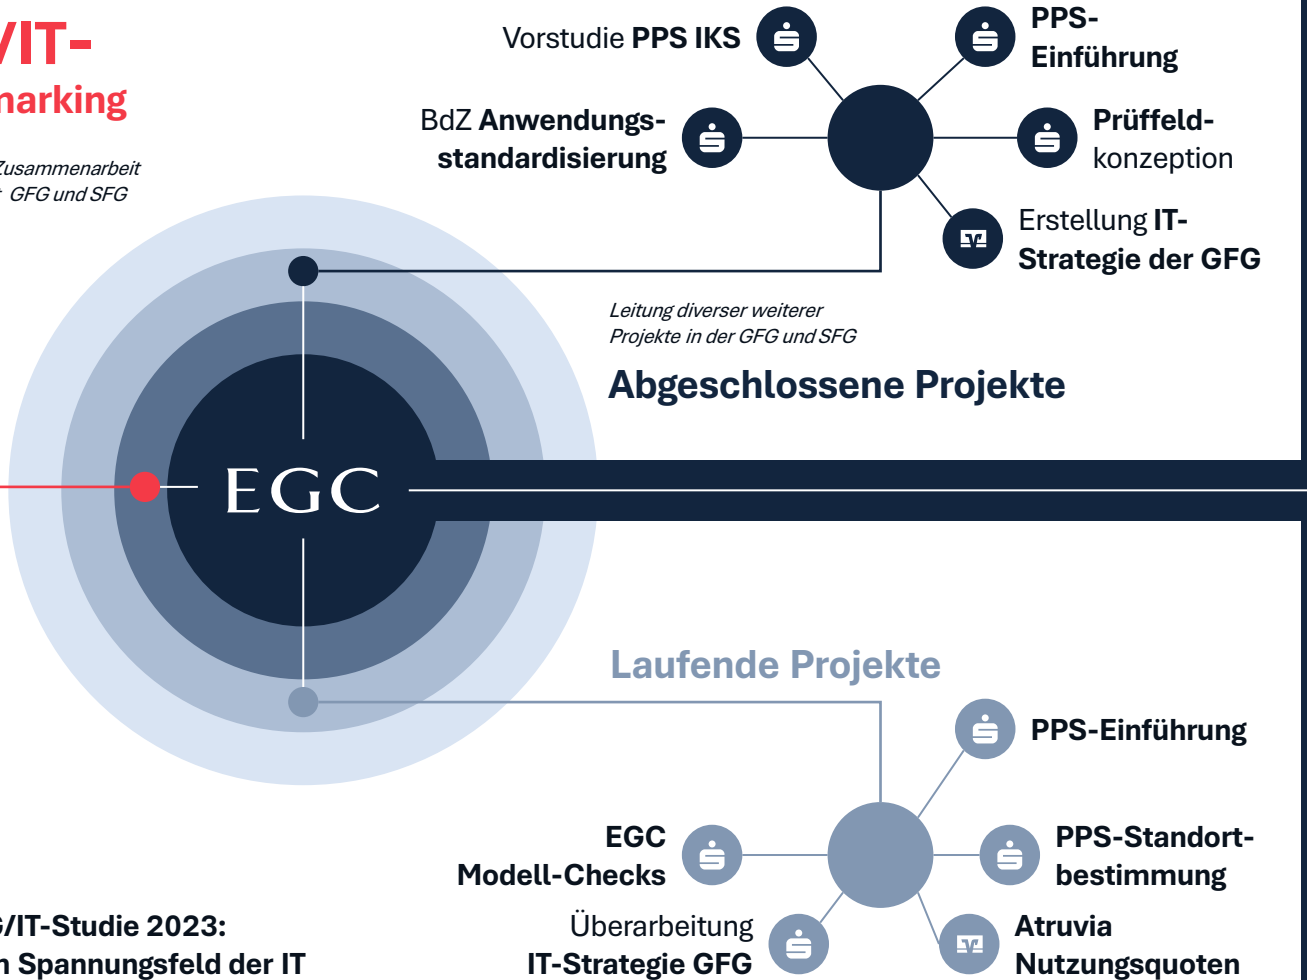 /IT-
marking
Zusammenarbeit
GFG und SFG
Vorstudie PPS IKS
BdZ Anwendungs-
standardisierung
PPS-
Einführung
Prüffeld-
konzeption
Erstellung IT-
Strategie der GFG
Leitung diverser weiterer
Projekte in der GFG und SFG
Abgeschlossene Projekte
EGC
Laufende Projekte
PPS-Einführung
EGC
Modell-Checks
PPS-Standort-
bestimmung
Überarbeitung
IT-Strategie GFG
Atruvia
Nutzungsquoten
G/IT-Studie 2023:
n Spannungsfeld der IT